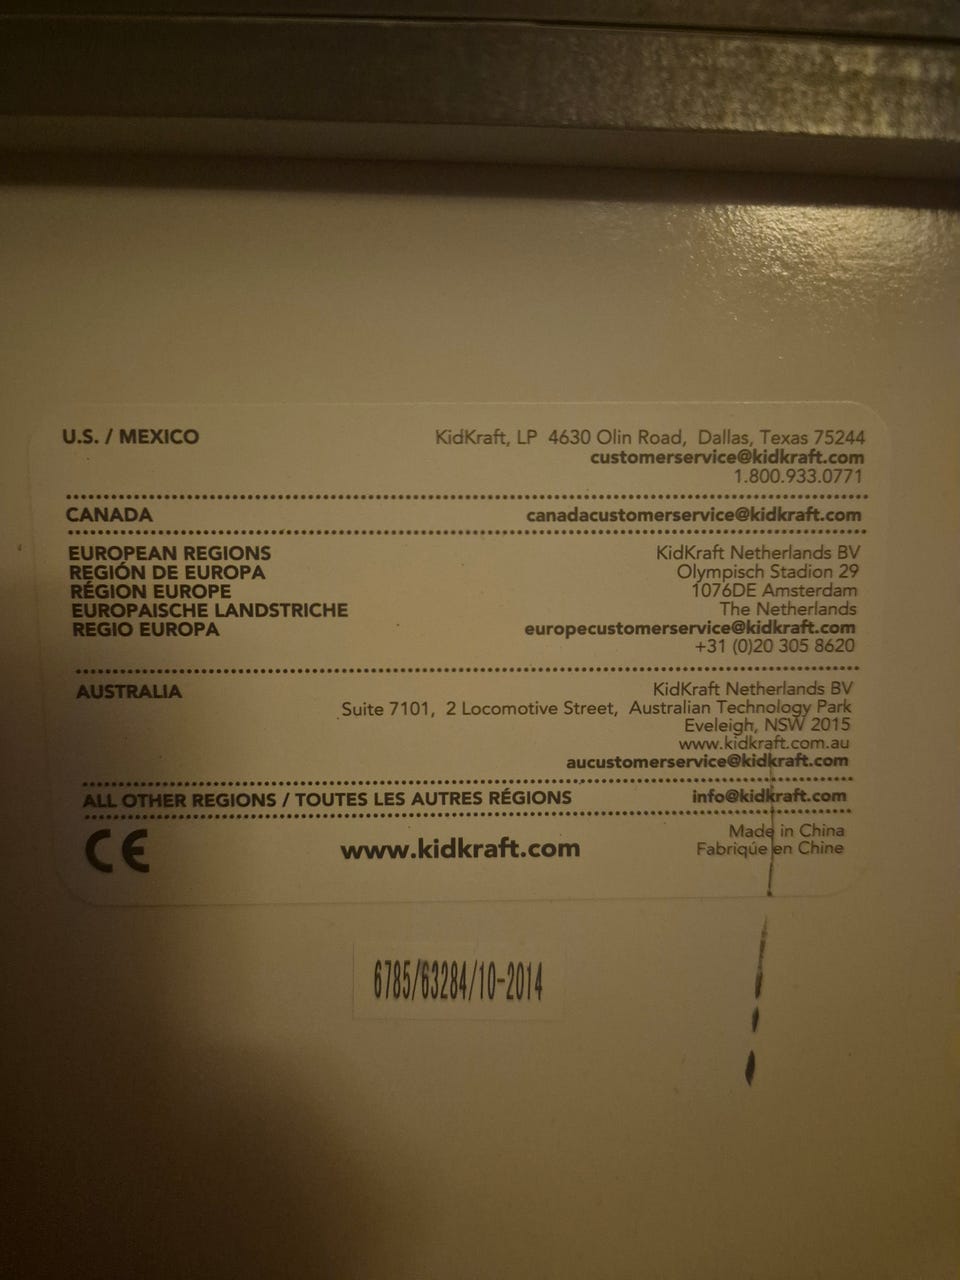 U.S. / MEXICO KidKraft, LP 4630 Olin Road, Dallas, Texas 75244
customerservice@kidkraft.com
1.800.933.0771
CANADA canadacustomerservice@kidkraft.com
EUROPEAN REGIONS KidKraft Netherlands BV
REGIÓN DE EUROPA Olympisch Stadion 29
RÉGION EUROPE 1076DE Amsterdam
EUROPAISCHE LANDSTRICHE The Netherlands
REGIO EUROPA europecustomerservice@kidkraft.com
+31 (0)20 305 8620
AUSTRALIA KidKraft Netherlands BV
Suite 7101, 2 Locomotive Street, Australian Technology Park
Eveleigh, NSW 2015
www.kidkraft.com.au
aucustomerservice@kidkraft.com
ALL OTHER REGIONS / TOUTES LES AUTRES RÉGIONS info@kidkraft.com
CE www.kidkraft.com Made in China
Fabriqúe en Chine
6785/63284/10-2014